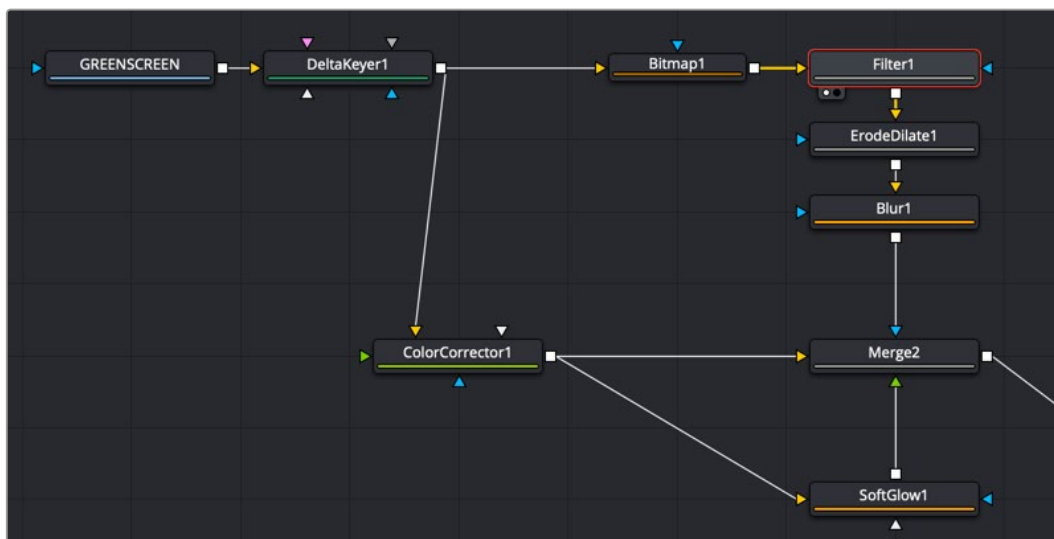 GREENSCREEN
DeltaKeyer1
Bitmap1
Filter1
ErodeDilate1
Blur1
ColorCorrector1
Merge2
SoftGlow1